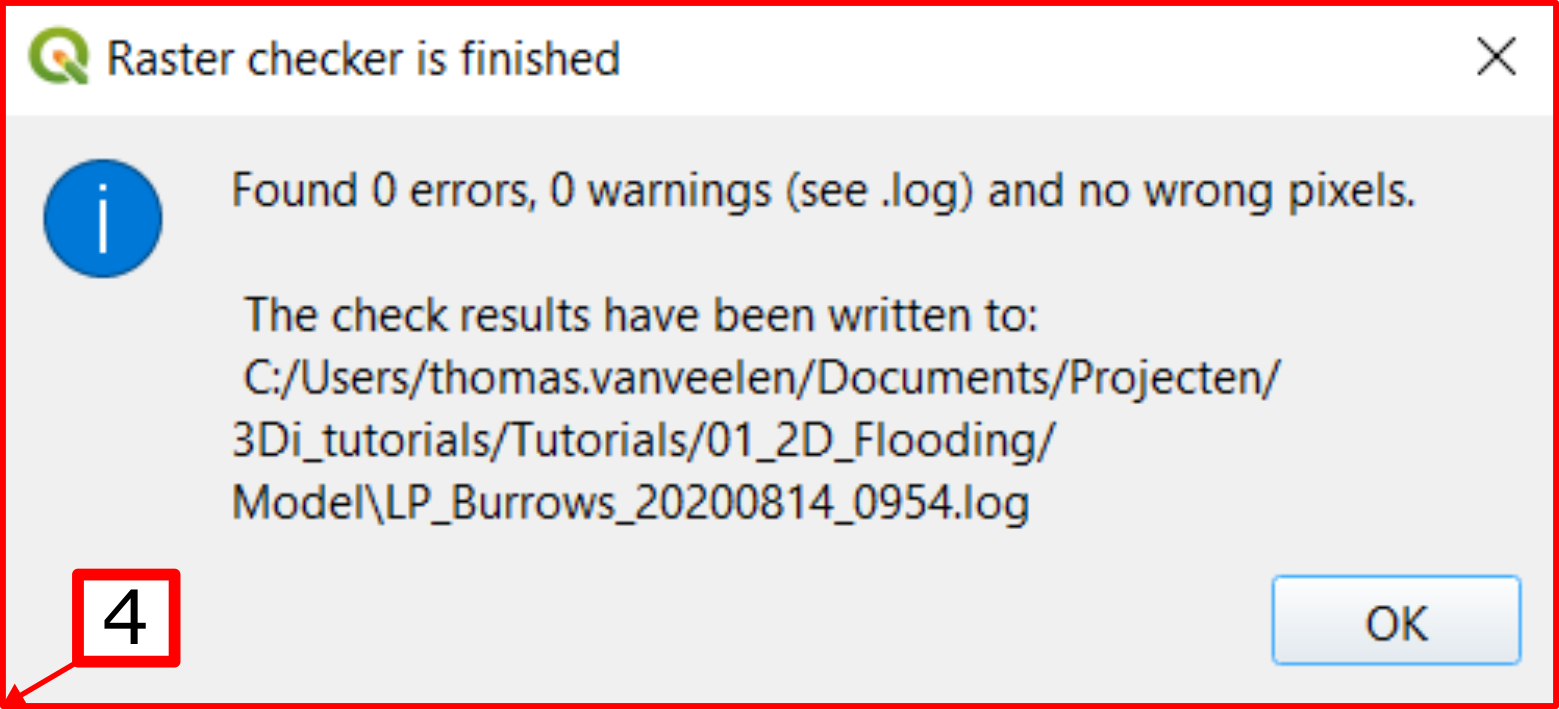 Raster checker is finished
Found 0 errors, 0 warnings (see .log) and no wrong pixels.
The check results have been written to:
C:/Users/thomas.vanveelen/Documents/Projecten/
3Di_tutorials/Tutorials/01_2D_Flooding/
Model\LP_Burrows_20200814_0954.log
4
OK